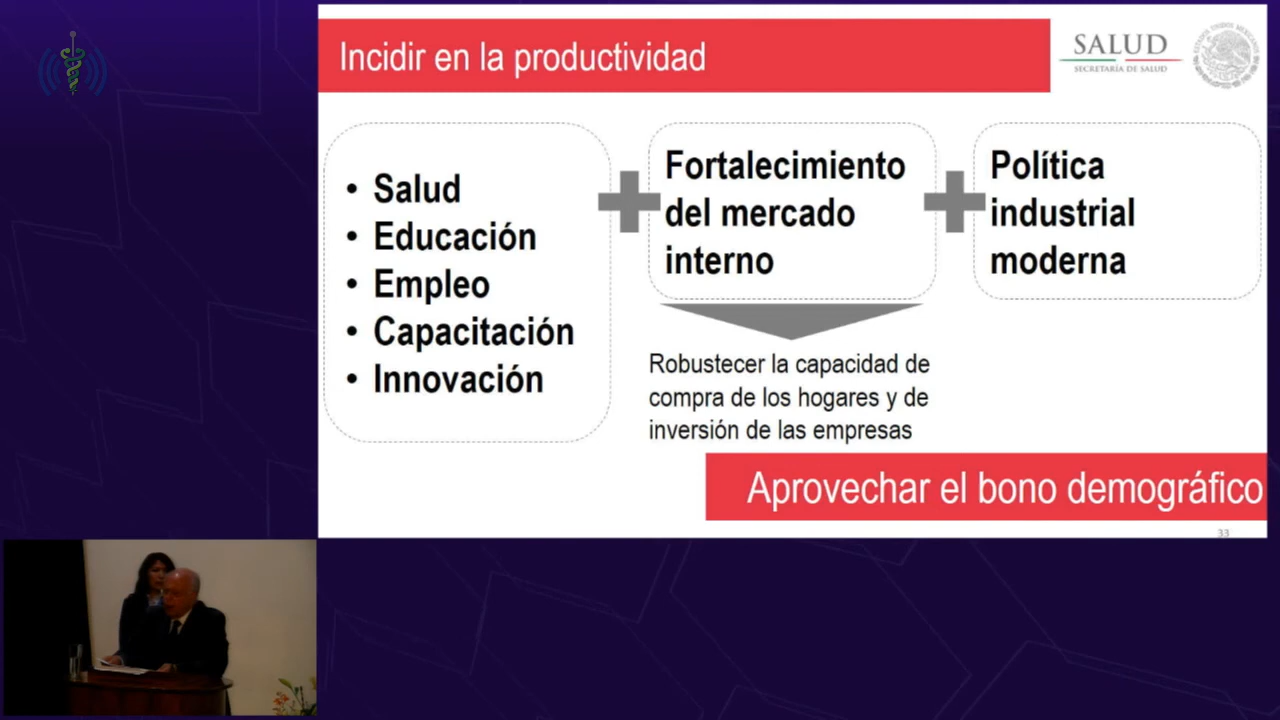 Incidir en la productividad
SALUD
SECRETARÍA DE SALUD
• Salud
• Educación
• Empleo
• Capacitación
• Innovación
Fortalecimiento
del mercado
interno
Política
industrial
moderna
Robustecer la capacidad de
compra de los hogares y de
inversión de las empresas
Aprovechar el bono demográfico
33